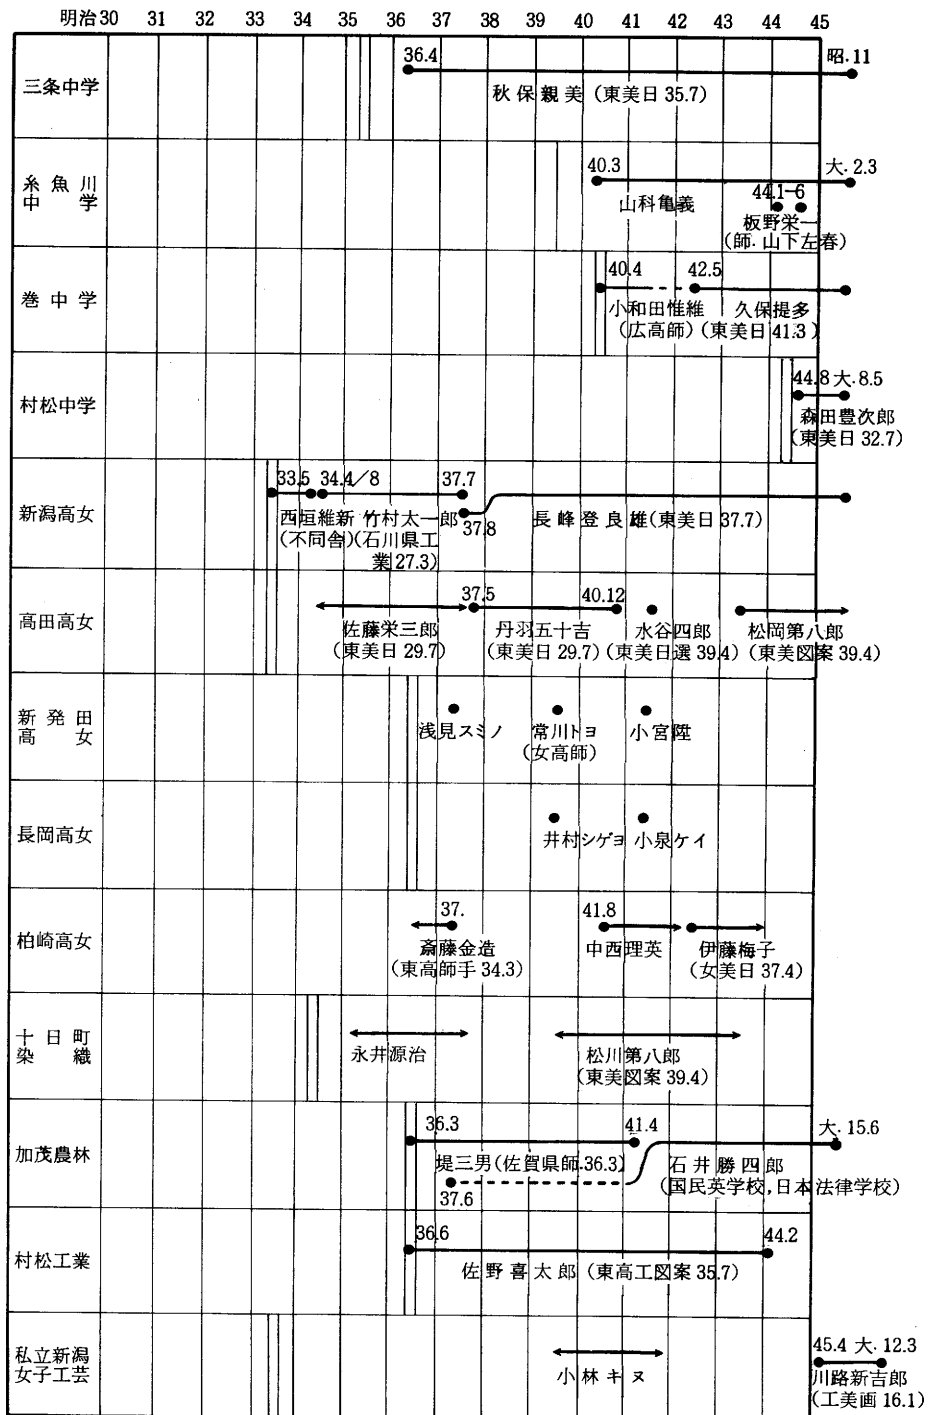 明治30 31 32 33 34 35 37 38 39 40 41 42 44 45
三条中学
36.4
昭.11
秋保親美(東美日35.7)
糸魚川
中学
40.3
大.2.3
山科亀義
44.1-6
板野栄一
(師.山下左春)
巻中学
40.4
42.5
小和田惟維
(広高師)
久保提多
(東美日41.3)
村松中学
44.8 大.8.5
森田豊次郎
(東美日32.7)
新潟高女
33.5 34.4/8
37.7
西垣維新
(不同舎)
竹村太一郎
(石川県工
業27.3)
37.8
長峰登良雄(東美日37.7)
高田高女
37.5
40.12
佐藤栄三郎
(東美日29.7)
丹羽五十吉
(東美日29.7)
水谷四郎
(東美日選39.4)
松岡第八郎
(東美図案39.4)
新発田
高女
浅見スミノ
常川トヨ
(女高師)
小宮陞
長岡高女
井村シゲヨ
小泉ケイ
柏崎高女
37.
41.8
斎藤金造
(東高師手34.3)
中西理英
伊藤梅子
(女美日37.4)
十日町
染織
永井源治
松川第八郎
(東美図案39.4)
加茂農林
36.3
41.4
大.15.6
堤三男(佐賀県師.36.3)
37.6
石井勝四郎
(国民英学校,日本法律学校)
村松工業
36.6
44.2
佐野喜太郎(東高工図案35.7)
私立新潟
女子工芸
小林キヌ
45.4 大.12.3
川路新吉郎
(工美画16.1)